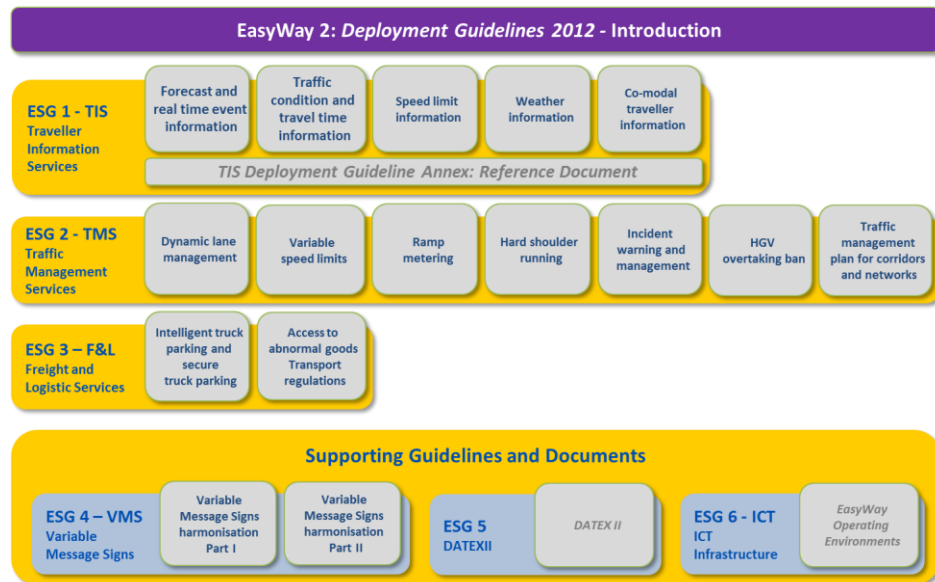 EasyWay 2: Deployment Guidelines 2012 - Introduction
ESG 1 - TIS
Traveller
Information
Services
Forecast and
real time event
information
Traffic
condition and
travel time
information
Speed limit
information
Weather
information
Co-modal
traveller
information
TIS Deployment Guideline Annex: Reference Document
ESG 2 - TMS
Traffic
Management
Services
Dynamic lane
management
Variable
speed limits
Ramp
metering
Hard shoulder
running
Incident
warning and
management
HGV
overtaking ban
Traffic
management
plan for corridors
and networks
ESG 3 – F&L
Freight and
Logistic Services
Intelligent truck
parking and
secure
truck parking
Access to
abnormal goods
Transport
regulations
Supporting Guidelines and Documents
ESG 4 – VMS
Variable
Message Signs
Variable
Message Signs
harmonisation
Part I
Variable
Message Signs
harmonisation
Part II
ESG 5
DATEXII
DATEX II
ESG 6 - ICT
ICT
Infrastructure
EasyWay
Operating
Environments